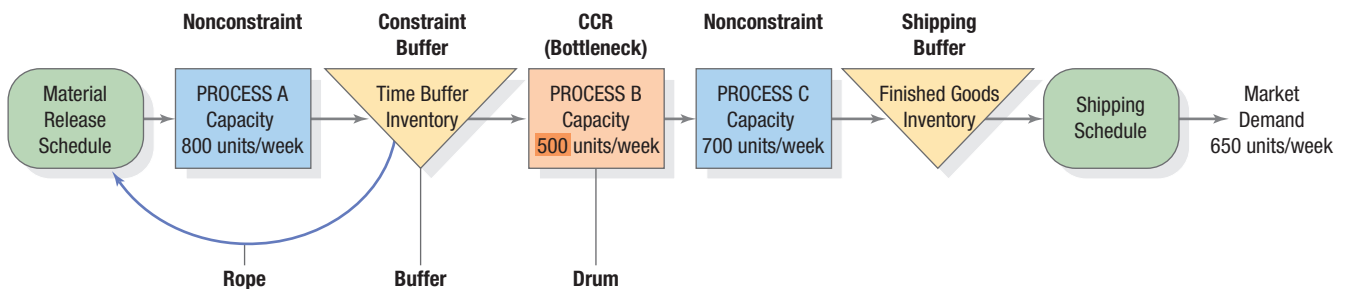 Nonconstraint
Constraint
Buffer
CCR
(Bottleneck)
Nonconstraint
Shipping
Buffer
Material
Release
Schedule
PROCESS A
Capacity
800 units/week
Time Buffer
Inventory
PROCESS B
Capacity
500 units/week
PROCESS C
Capacity
700 units/week
Finished Goods
Inventory
Shipping
Schedule
Market
Demand
650 units/week
Rope
Buffer
Drum